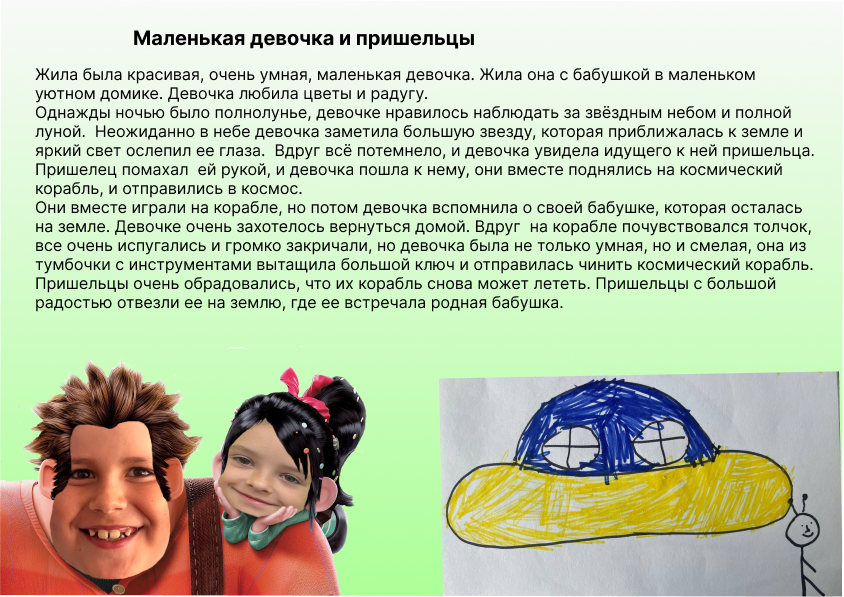 Маленькая девочка и пришельцы
Жила была красивая, очень умная, маленькая девочка. Жила она с бабушкой в маленьком
уютном домике. Девочка любила цветы и радугу.
Однажды ночью было полнолунье, девочке нравилось наблюдать за звёздным небом и полной
луной.  Неожиданно в небе девочка заметила большую звезду, которая приближалась к земле и
яркий свет ослепил ее глаза.  Вдруг всё потемнело, и девочка увидела идущего к ней пришельца.
Пришелец помахал  ей рукой, и девочка пошла к нему, они вместе поднялись на космический
корабль, и отправились в космос.
Они вместе играли на корабле, но потом девочка вспомнила о своей бабушке, которая осталась
на земле. Девочке очень захотелось вернуться домой. Вдруг  на корабле почувствовался толчок,
все очень испугались и громко закричали, но девочка была не только умная, но и смелая, она из
тумбочки с инструментами вытащила большой ключ и отправилась чинить космический корабль.
Пришельцы очень обрадовались, что их корабль снова может лететь. Пришельцы с большой
радостью отвезли ее на землю, где ее встречала родная бабушка.